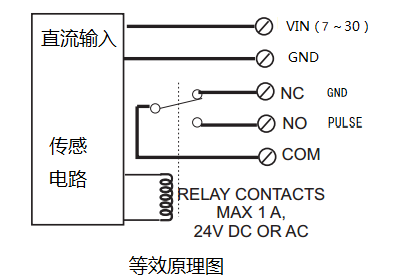 直流输入
VIN (7~30)
GND
NC GND
NO PULSE
COM
传感
电路
RELAY CONTACTS
MAX 1 A,
24V DC OR AC
等效原理图